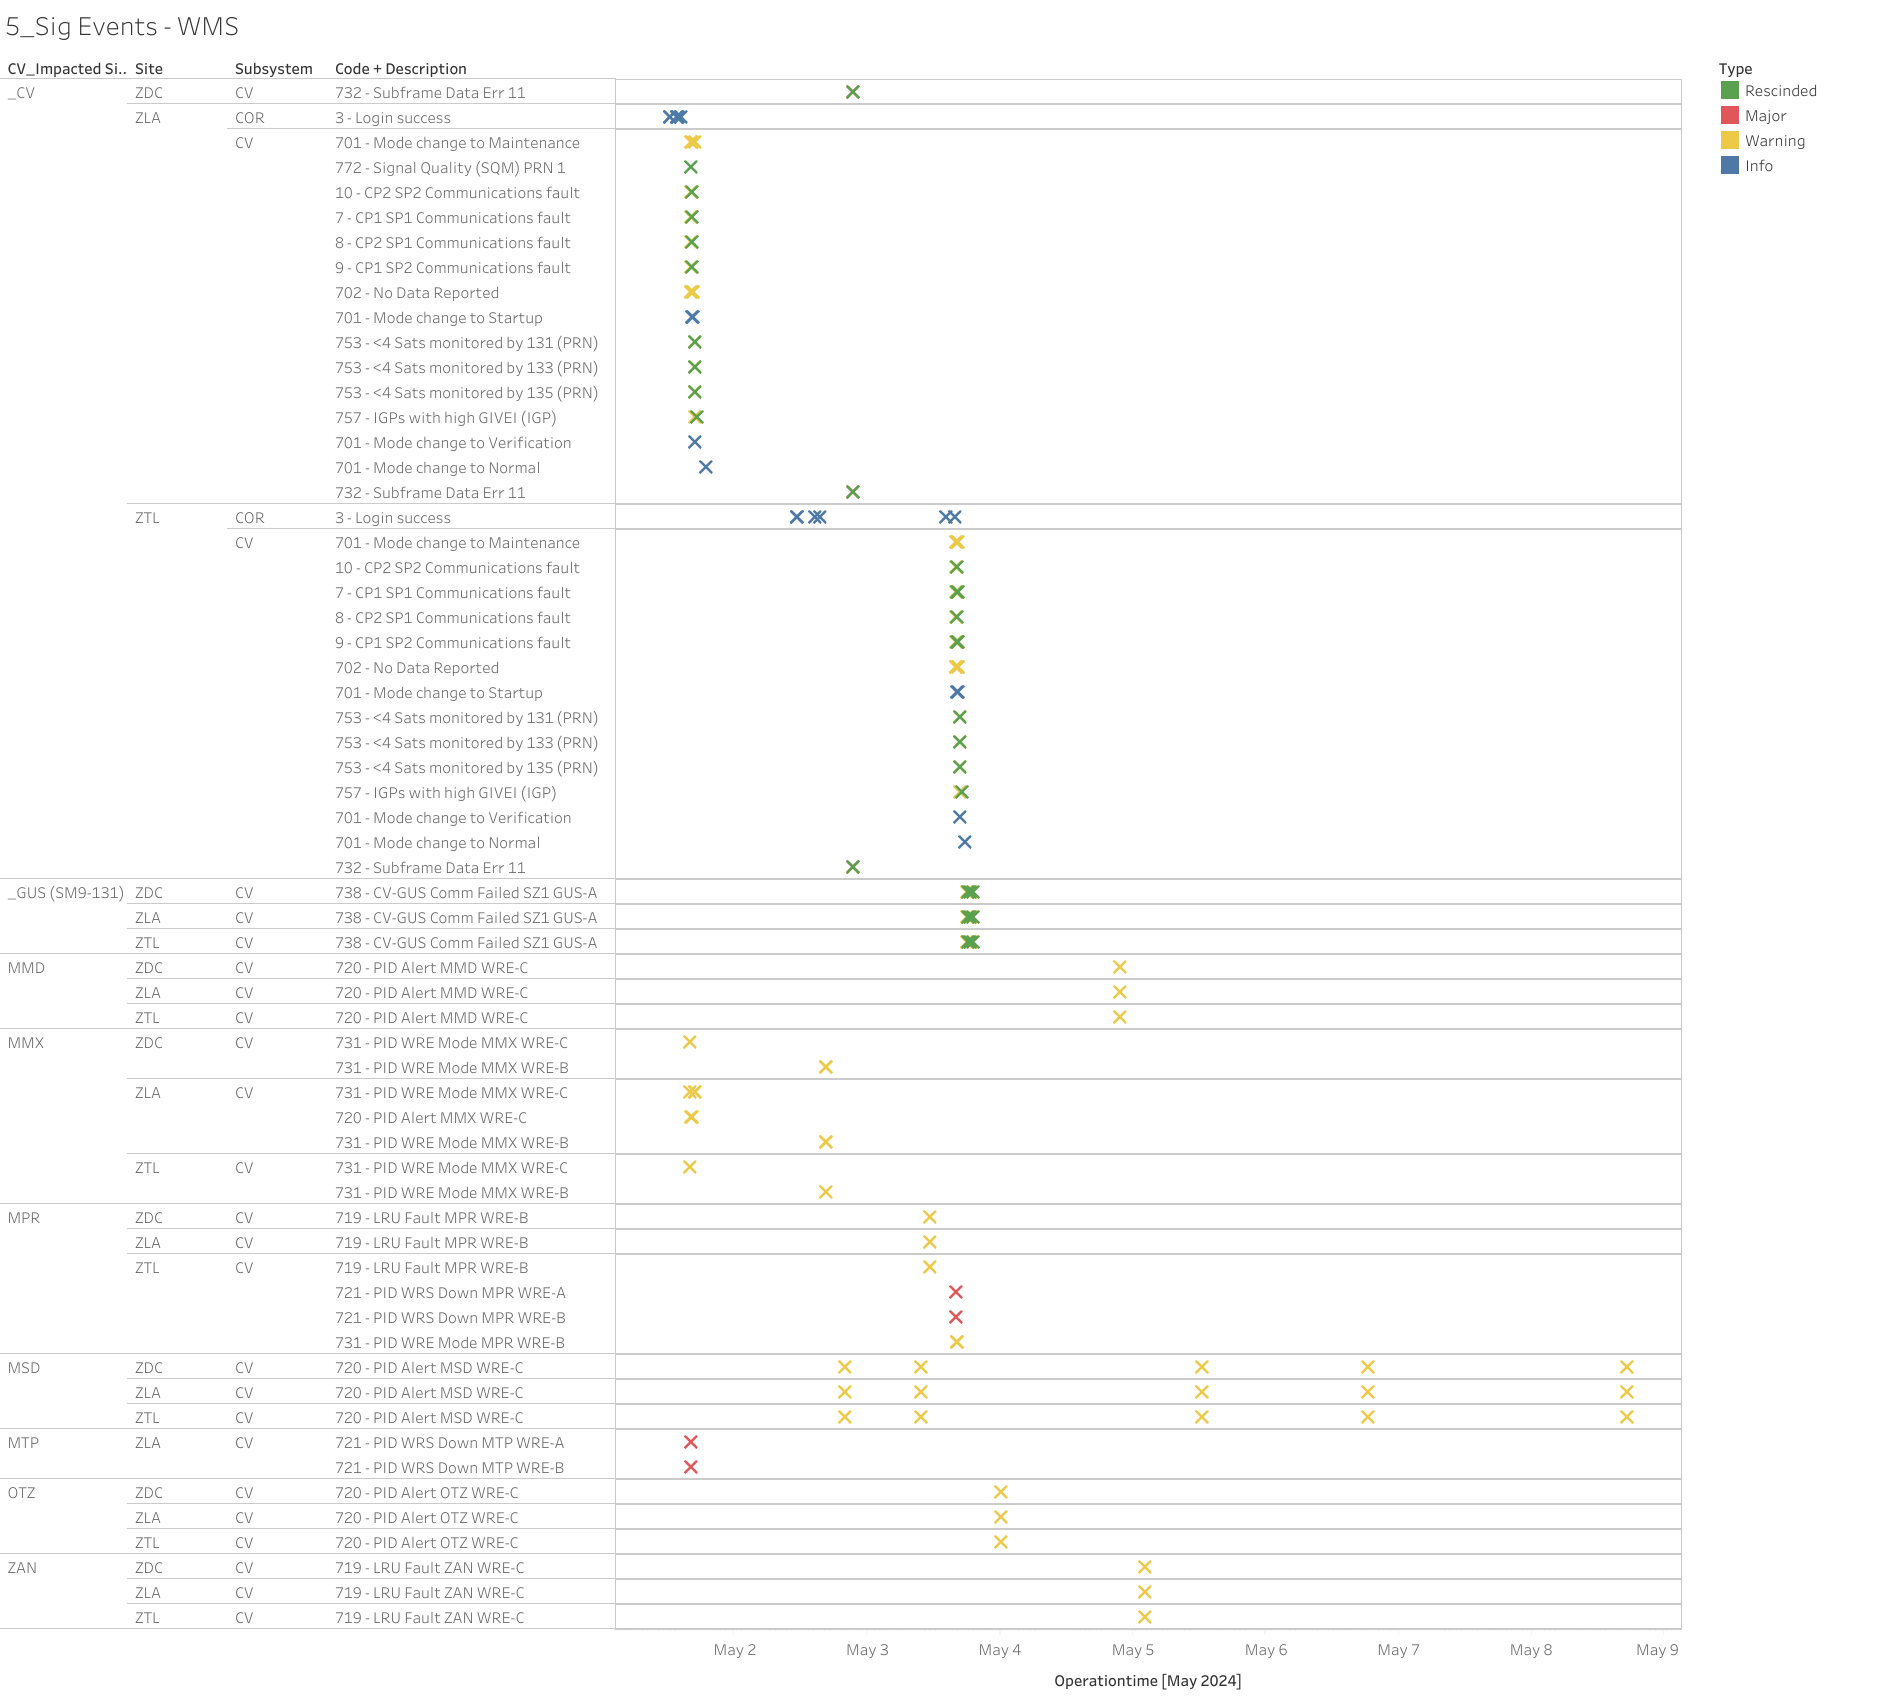 5_Sig Events - WMS
CV_Impacted Si.. Site Subsystem Code + Description
Type
Rescinded
Major
Warning
Info
_CV ZDC CV 732 - Subframe Data Err 11
ZLA COR 3 - Login success
CV 701 - Mode change to Maintenance
772 - Signal Quality (SQM) PRN 1
10 - CP2 SP2 Communications fault
7 - CP1 SP1 Communications fault
8 - CP2 SP1 Communications fault
9 - CP1 SP2 Communications fault
702 - No Data Reported
701 - Mode change to Startup
753 - <4 Sats monitored by 131 (PRN)
753 - <4 Sats monitored by 133 (PRN)
753 - <4 Sats monitored by 135 (PRN)
757 - IGPs with high GIVEI (IGP)
701 - Mode change to Verification
701 - Mode change to Normal
732 - Subframe Data Err 11
ZTL COR 3 - Login success
CV 701 - Mode change to Maintenance
10 - CP2 SP2 Communications fault
7 - CP1 SP1 Communications fault
8 - CP2 SP1 Communications fault
9 - CP1 SP2 Communications fault
702 - No Data Reported
701 - Mode change to Startup
753 - <4 Sats monitored by 131 (PRN)
753 - <4 Sats monitored by 133 (PRN)
753 - <4 Sats monitored by 135 (PRN)
757 - IGPs with high GIVEI (IGP)
701 - Mode change to Verification
701 - Mode change to Normal
732 - Subframe Data Err 11
_GUS (SM9-131) ZDC CV 738 - CV-GUS Comm Failed SZ1 GUS-A
ZLA CV 738 - CV-GUS Comm Failed SZ1 GUS-A
ZTL CV 738 - CV-GUS Comm Failed SZ1 GUS-A
MMD ZDC CV 720 - PID Alert MMD WRE-C
ZLA CV 720 - PID Alert MMD WRE-C
ZTL CV 720 - PID Alert MMD WRE-C
MMX ZDC CV 731 - PID WRE Mode MMX WRE-C
731 - PID WRE Mode MMX WRE-B
ZLA CV 731 - PID WRE Mode MMX WRE-C
720 - PID Alert MMX WRE-C
731 - PID WRE Mode MMX WRE-B
ZTL CV 731 - PID WRE Mode MMX WRE-C
731 - PID WRE Mode MMX WRE-B
MPR ZDC CV 719 - LRU Fault MPR WRE-B
ZLA CV 719 - LRU Fault MPR WRE-B
ZTL CV 719 - LRU Fault MPR WRE-B
721 - PID WRS Down MPR WRE-A
721 - PID WRS Down MPR WRE-B
731 - PID WRE Mode MPR WRE-B
MSD ZDC CV 720 - PID Alert MSD WRE-C
ZLA CV 720 - PID Alert MSD WRE-C
ZTL CV 720 - PID Alert MSD WRE-C
MTP ZLA CV 721 - PID WRS Down MTP WRE-A
721 - PID WRS Down MTP WRE-B
OTZ ZDC CV 720 - PID Alert OTZ WRE-C
ZLA CV 720 - PID Alert OTZ WRE-C
ZTL CV 720 - PID Alert OTZ WRE-C
ZAN ZDC CV 719 - LRU Fault ZAN WRE-C
ZLA CV 719 - LRU Fault ZAN WRE-C
ZTL CV 719 - LRU Fault ZAN WRE-C
May 2 May 3 May 4 May 5 May 6 May 7 May 8 May 9
Operationtime [May 2024]